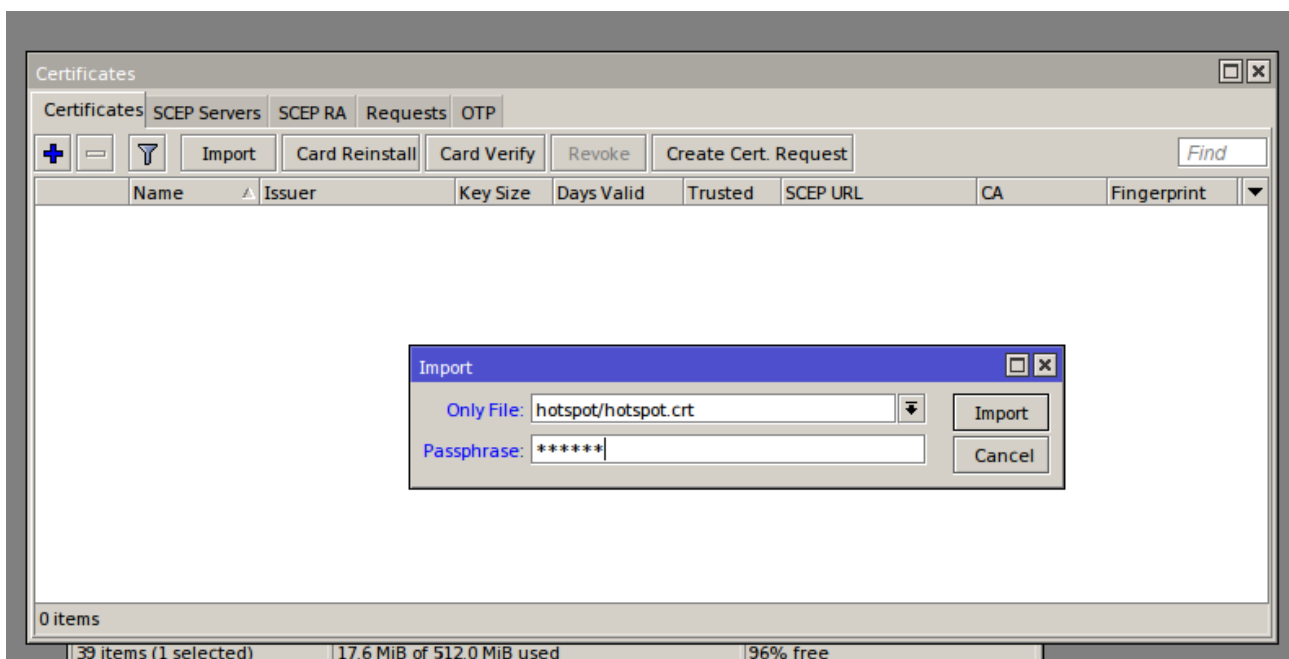 Certificates
Certificates SCEP Servers SCEP RA Requests OTP
Import Card Reinstall Card Verify Revoke Create Cert. Request Find
Name Issuer Key Size Days Valid Trusted SCEP URL CA Fingerprint
Import
Only File: hotspot/hotspot.crt Import
Passphrase: ****** Cancel
0 items
39 items (1 selected) 17.6 MiB of 512.0 MiB used 96% free